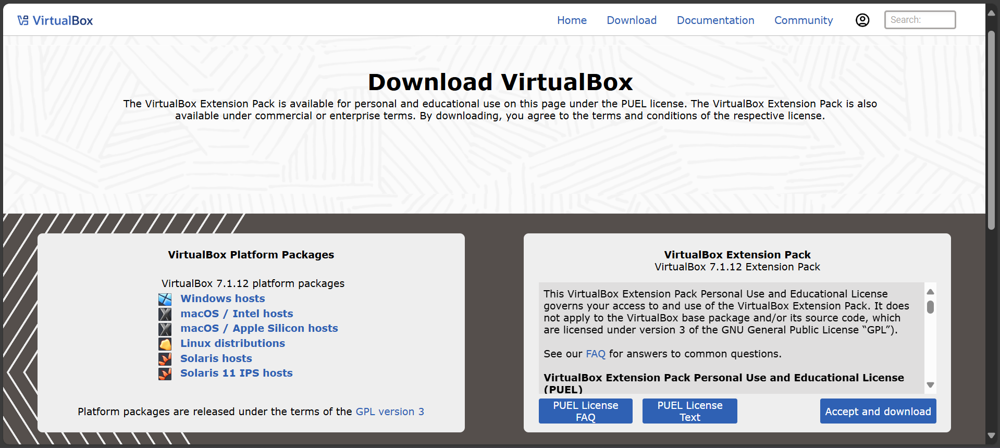 VirtualBox
Home
Download
Documentation
Community
Search:
Download VirtualBox
The VirtualBox Extension Pack is available for personal and educational use on this page under the PUEL license. The VirtualBox Extension Pack is also
available under commercial or enterprise terms. By downloading, you agree to the terms and conditions of the respective license.
VirtualBox Platform Packages
VirtualBox 7.1.12 platform packages
Windows hosts
macOS / Intel hosts
macOS / Apple Silicon hosts
Linux distributions
Solaris hosts
Solaris 11 IPS hosts
Platform packages are released under the terms of the GPL version 3
VirtualBox Extension Pack
VirtualBox 7.1.12 Extension Pack
This VirtualBox Extension Pack Personal Use and Educational License
governs your access to and use of the VirtualBox Extension Pack. It does
not apply to the VirtualBox base package and/or its source code, which
are licensed under version 3 of the GNU General Public License “GPL”).
See our FAQ for answers to common questions.
VirtualBox Extension Pack Personal Use and Educational License
(PUEL)
PUEL License
FAQ
PUEL License
Text
Accept and download